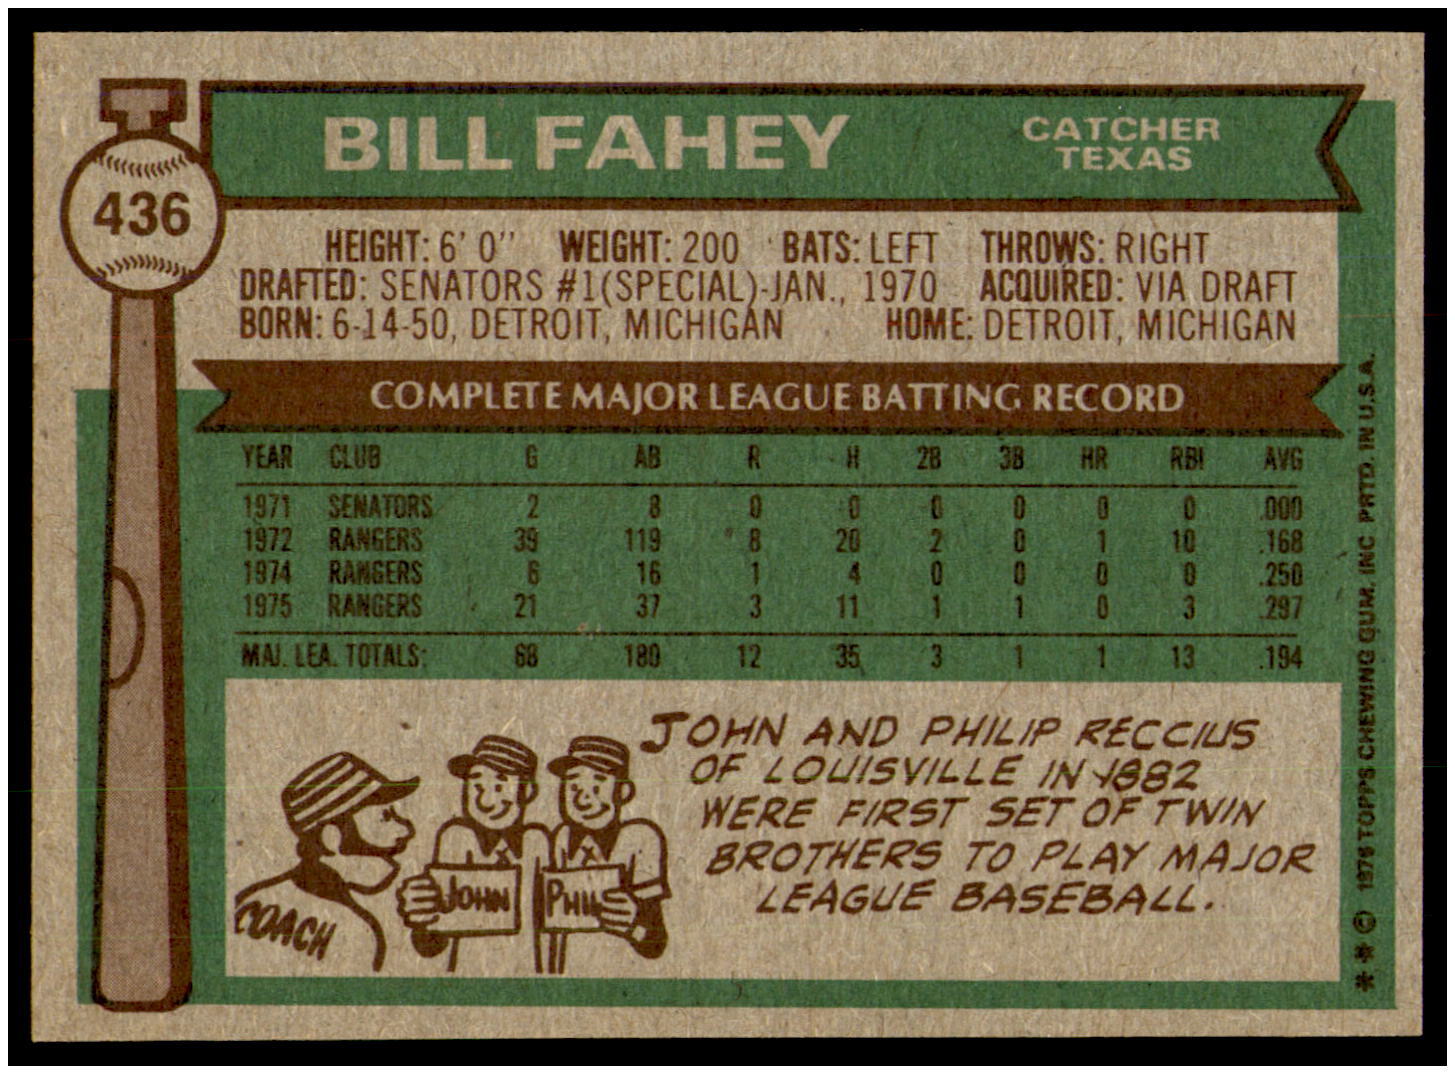 BILL FAHEY
CATCHER
TEXAS
436
HEIGHT: 6' 0" WEIGHT: 200 BATS: LEFT THROWS: RIGHT
DRAFTED: SENATORS #1(SPECIAL)-JAN., 1970 ACQUIRED: VIA DRAFT
BORN: 6-14-50, DETROIT, MICHIGAN HOME: DETROIT, MICHIGAN
COMPLETE MAJOR LEAGUE BATTING RECORD
YEAR CLUB G AB R H 2B 3B HR RBI AVG
1971 SENATORS 2 8 0 0 0 0 0 0 .000
1972 RANGERS 39 119 8 20 2 0 1 10 .168
1974 RANGERS 6 16 1 4 0 0 0 0 .250
1975 RANGERS 21 37 3 11 1 1 0 3 .297
MAJ. LEA. TOTALS: 68 180 12 35 3 1 1 13 .194
JOHN AND PHILIP RECCIUS
OF LOUISVILLE IN 1882
WERE FIRST SET OF TWIN
BROTHERS TO PLAY MAJOR
LEAGUE BASEBALL.
COACH
JOHN
PHIL
** © 1976 TOPPS CHEWING GUM, INC PRTD. IN U.S.A.